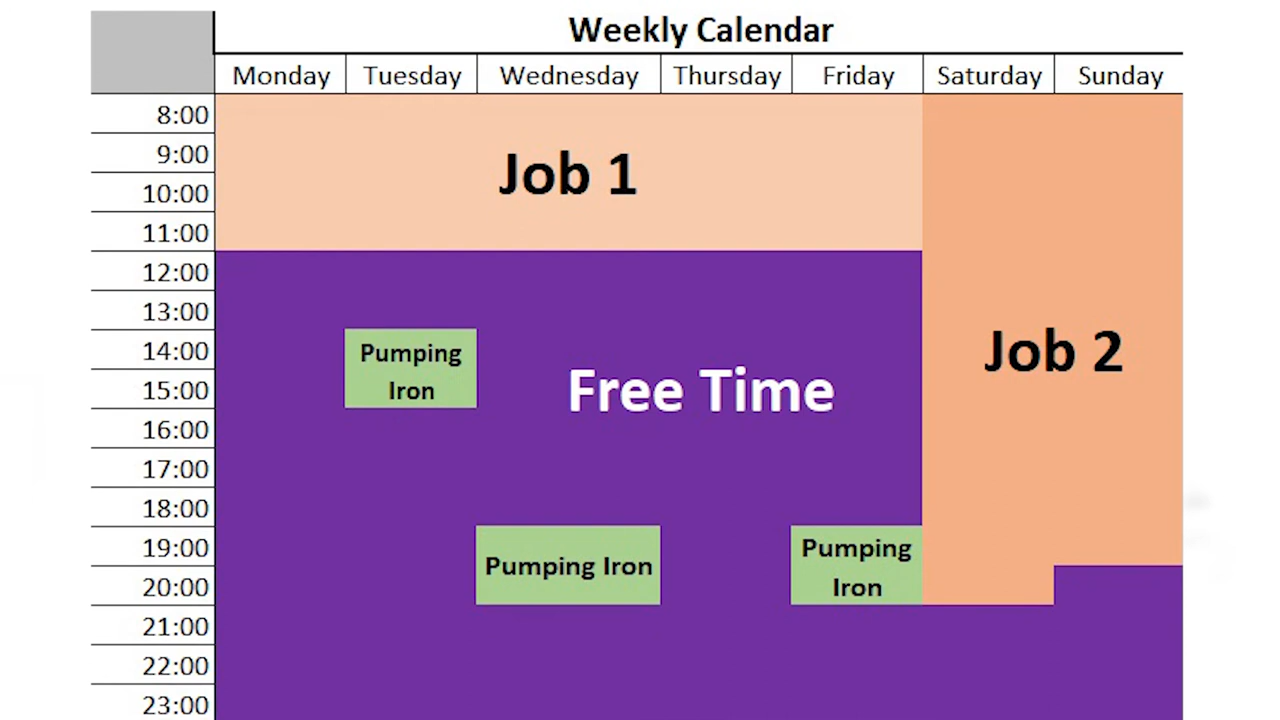 Weekly Calendar
Monday Tuesday Wednesday Thursday Friday Saturday Sunday
8:00
9:00
Job 1
10:00
11:00
12:00
13:00
14:00
Pumping
Iron
Job 2
15:00
Free Time
16:00
17:00
18:00
19:00
Pumping Iron
Pumping
Iron
20:00
21:00
22:00
23:00